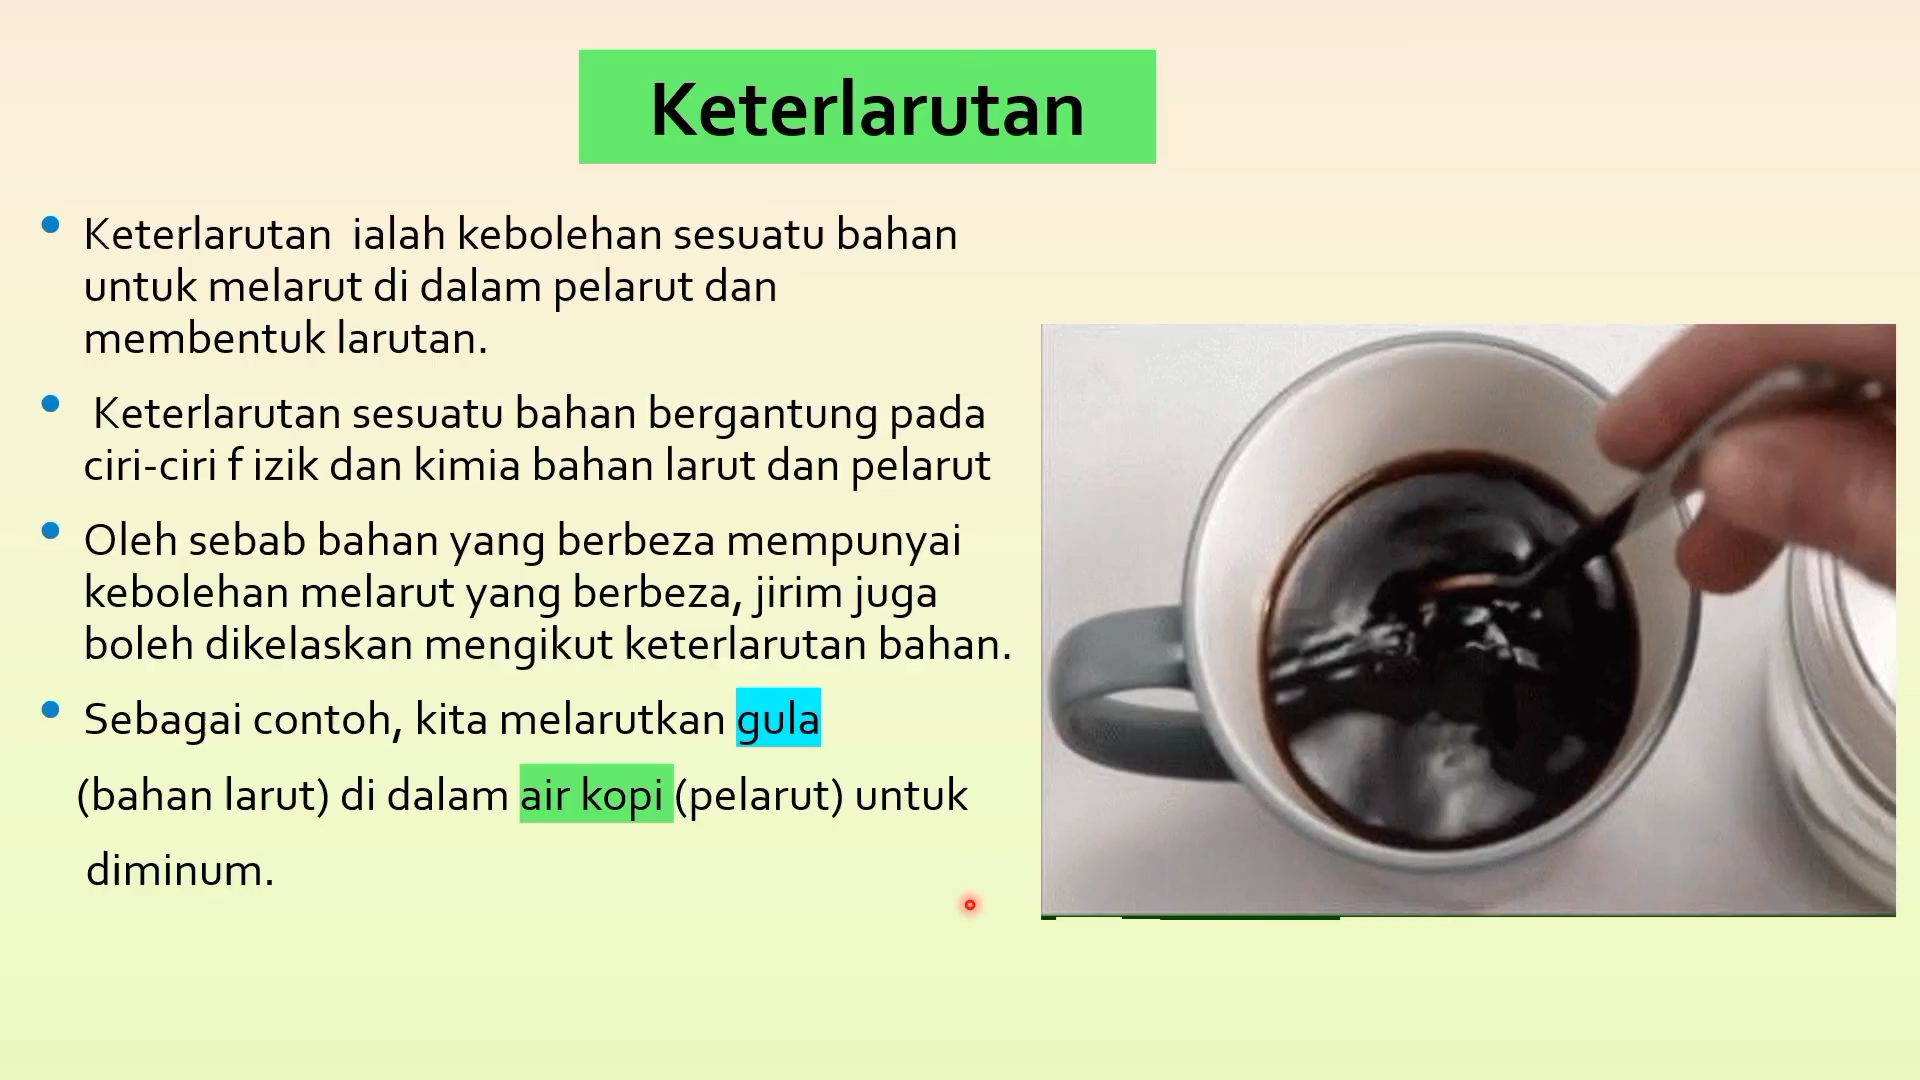 Keterlarutan
• Keterlarutan ialah kebolehan sesuatu bahan
untuk melarut di dalam pelarut dan
membentuk larutan.
• Keterlarutan sesuatu bahan bergantung pada
ciri-ciri f izik dan kimia bahan larut dan pelarut
• Oleh sebab bahan yang berbeza mempunyai
kebolehan melarut yang berbeza, jirim juga
boleh dikelaskan mengikut keterlarutan bahan.
• Sebagai contoh, kita melarutkan gula
(bahan larut) di dalam air kopi (pelarut) untuk
diminum.